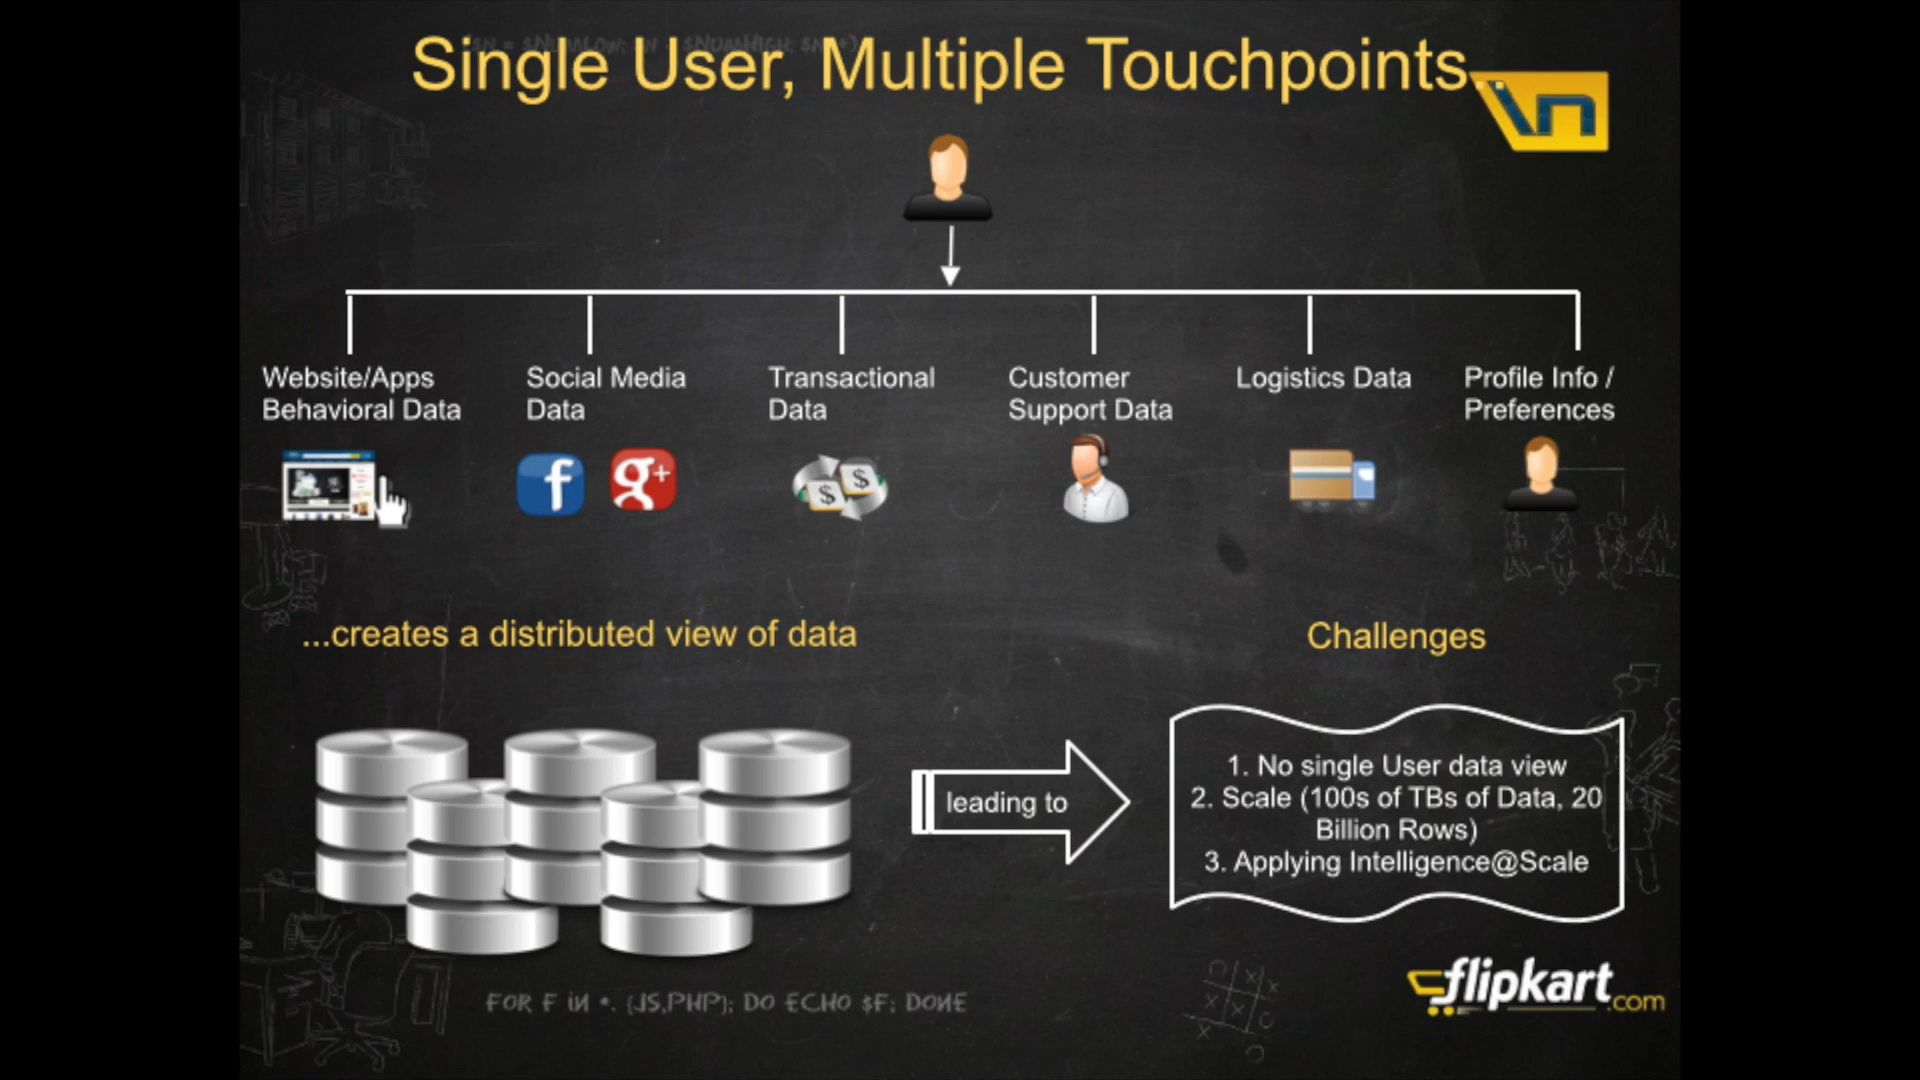 Single User, Multiple Touchpoints..
\n
Website/Apps
Behavioral Data
Social Media
Data
Transactional
Data
Customer
Support Data
Logistics Data
Profile Info /
Preferences
f
g+
$ $
...creates a distributed view of data
Challenges
leading to
1. No single User data view
2. Scale (100s of TBs of Data, 20
Billion Rows)
3. Applying Intelligence@Scale
FOR F IN *. {JS,PHP}; DO ECHO $F; DONE
flipkart.com